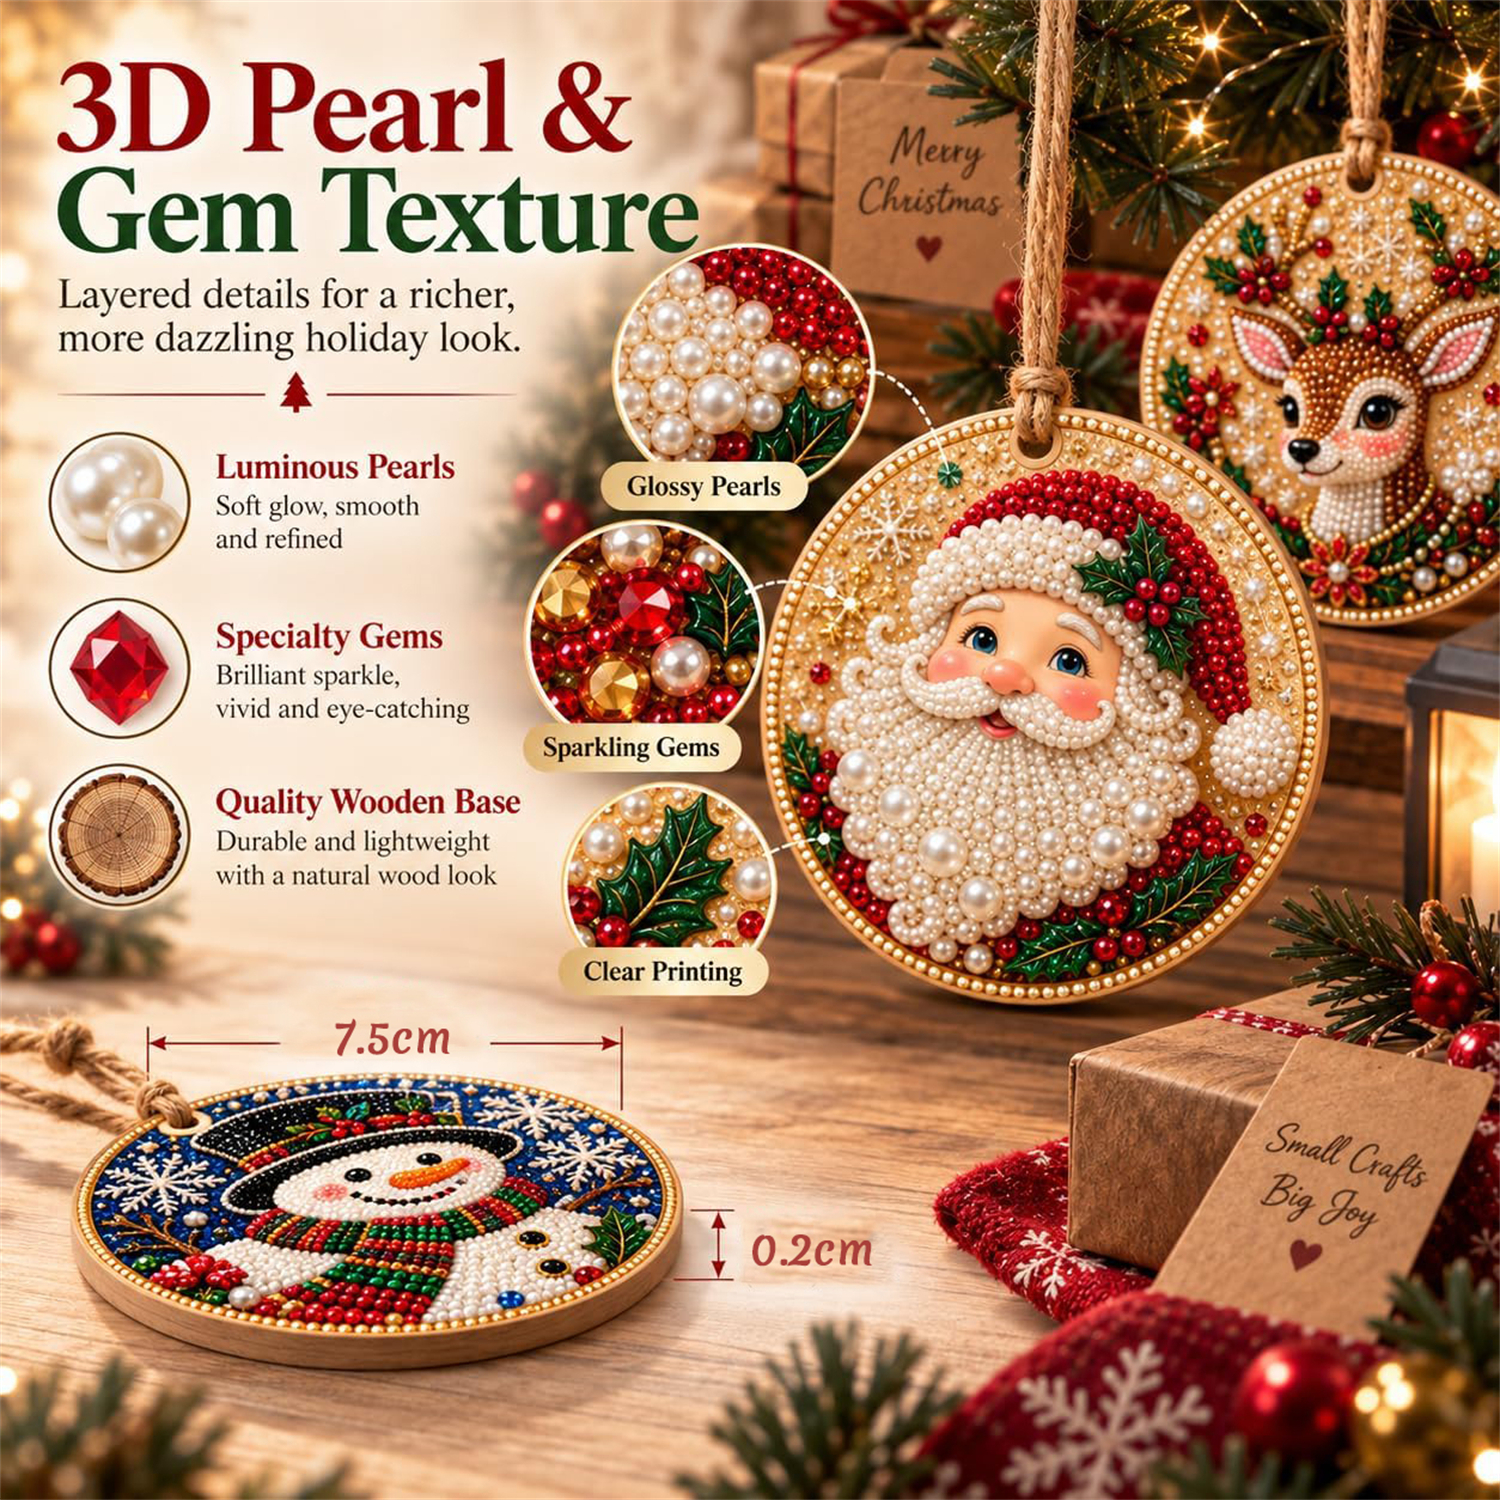 3D Pearl &
Gem Texture
Layered details for a richer,
more dazzling holiday look.
Luminous Pearls
Soft glow, smooth
and refined
Specialty Gems
Brilliant sparkle,
vivid and eye-catching
Quality Wooden Base
Durable and lightweight
with a natural wood look
Glossy Pearls
Sparkling Gems
Clear Printing
Merry
Christmas
7.5cm
0.2cm
Small Crafts
Big Joy